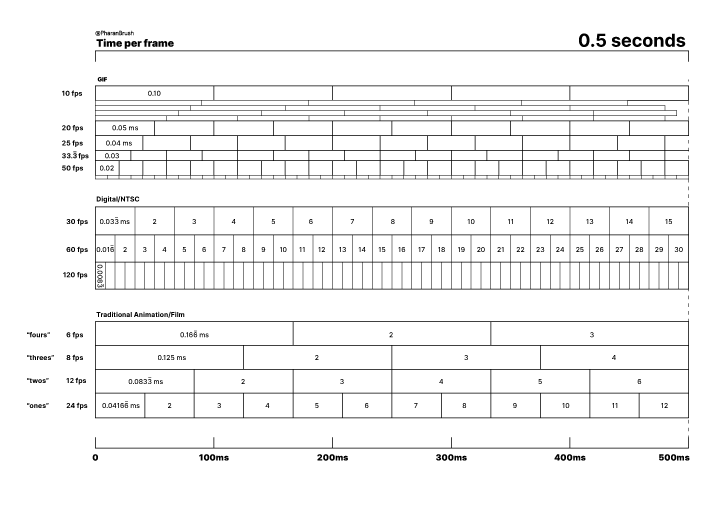 @PharanBrush
Time per frame
0.5 seconds
GIF
10 fps 0.10
20 fps 0.05 ms
25 fps 0.04 ms
33.3̅ fps 0.03
50 fps 0.02
Digital/NTSC
30 fps 0.033̅ ms 2 3 4 5 6 7 8 9 10 11 12 13 14 15
60 fps 0.016̅ 2 3 4 5 6 7 8 9 10 11 12 13 14 15 16 17 18 19 20 21 22 23 24 25 26 27 28 29 30
120 fps 0.0083̅
Traditional Animation/Film
"fours" 6 fps 0.166̅ ms 2 3
"threes" 8 fps 0.125 ms 2 3 4
"twos" 12 fps 0.0833̅ ms 2 3 4 5 6
"ones" 24 fps 0.04166̅ ms 2 3 4 5 6 7 8 9 10 11 12
0 100ms 200ms 300ms 400ms 500ms